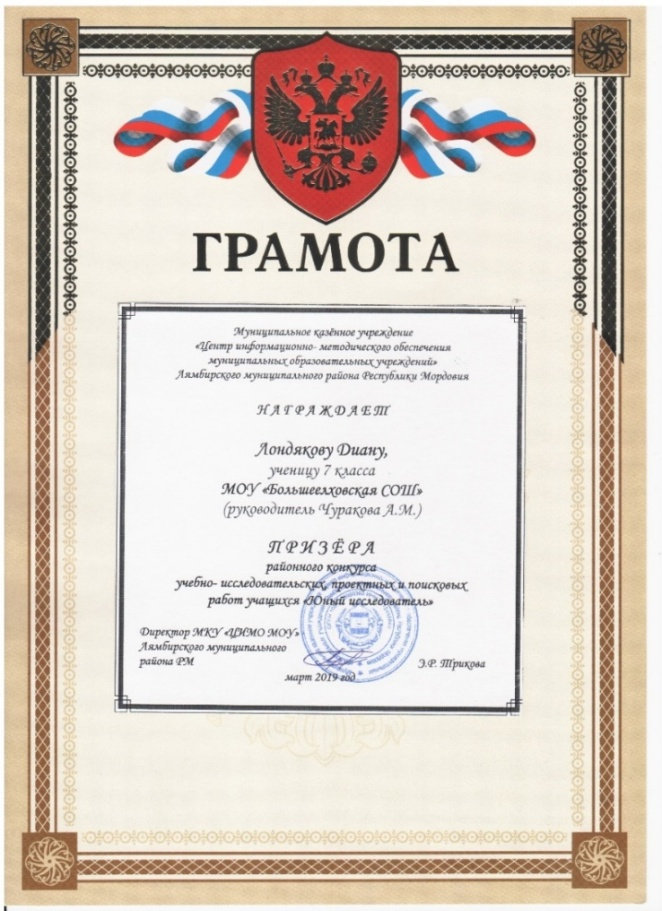 ГРАМОТА
Муниципальное казённое учреждение
«Центр информационно- методического обеспечения
муниципальных образовательных учреждений»
Лямбирского муниципального района Республики Мордовия
НАГРАЖДАЕТ
Лондякову Диану,
ученицу 7 класса
МОУ «Большеелховская СОШ»
(руководитель Чуракова А.М.)
ПРИЗЁРА
районного конкурса
учебно- исследовательских, проектных и поисковых
работ учащихся «Юный исследователь»
Директор МКУ «ЦИМО МОУ»
Лямбирского муниципального
района РМ
Э.Р. Трикова
март 2019 год